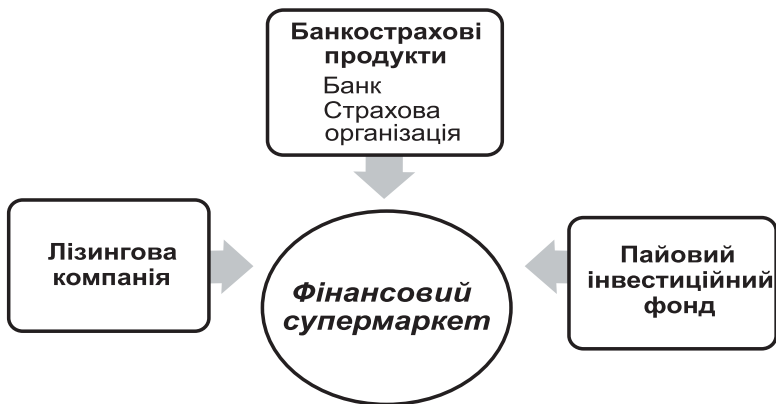 Банкострахові
продукти
Банк
Страхова
організація
Лізингова
компанія
Фінансовий
супермаркет
Пайовий
інвестиційний
фонд